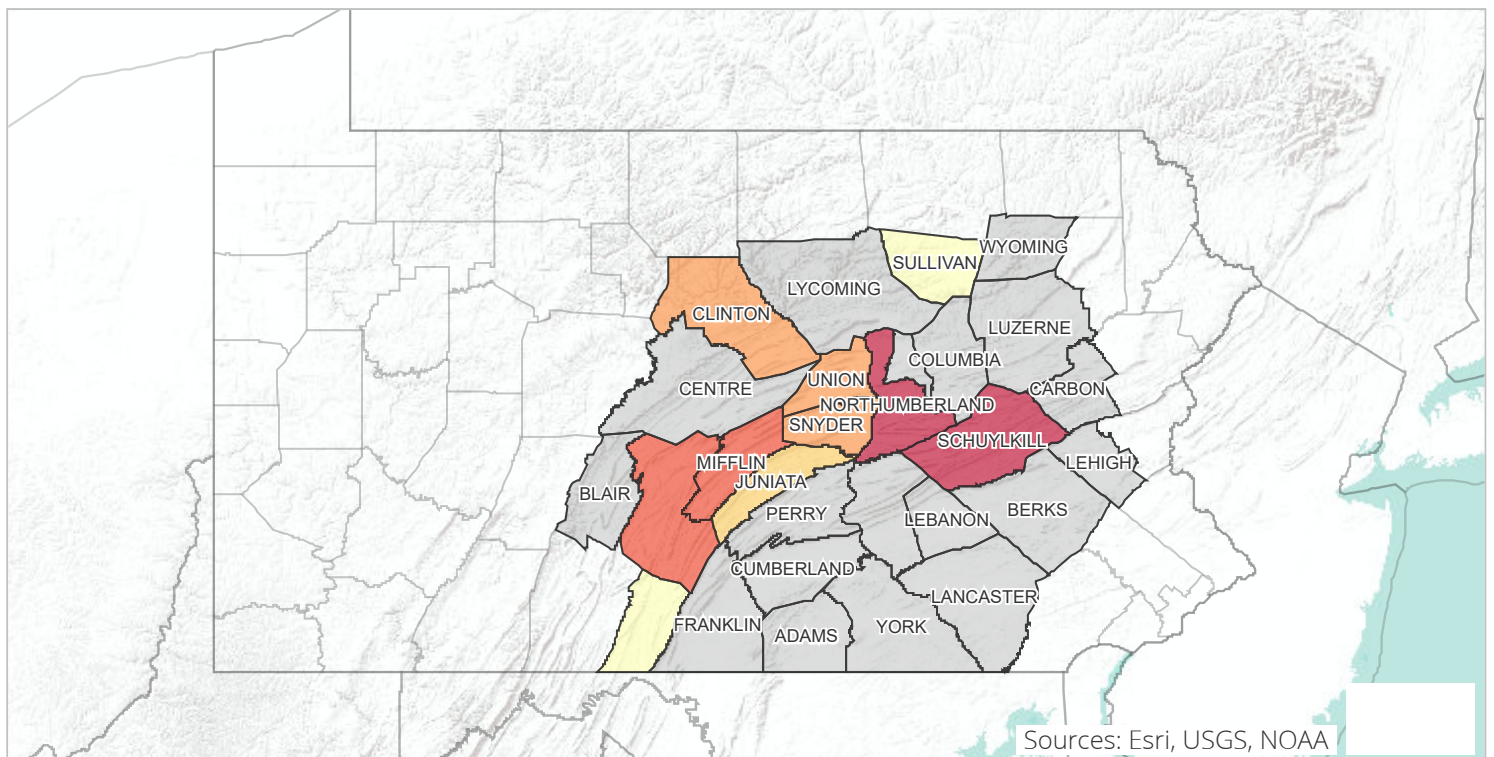 WYOMING
SULLIVAN
LYCOMING
CLINTON
LUZERNE
COLUMBIA
UNION
CENTRE
CARBON
NORTHUMBERLAND
SNYDER
SCHUYLKILL
MIFFLIN
LEHIGH
JUNIATA
BLAIR
PERRY
LEBANON
BERKS
CUMBERLAND
LANCASTER
FRANKLIN
ADAMS
YORK
Sources: Esri, USGS, NOAA